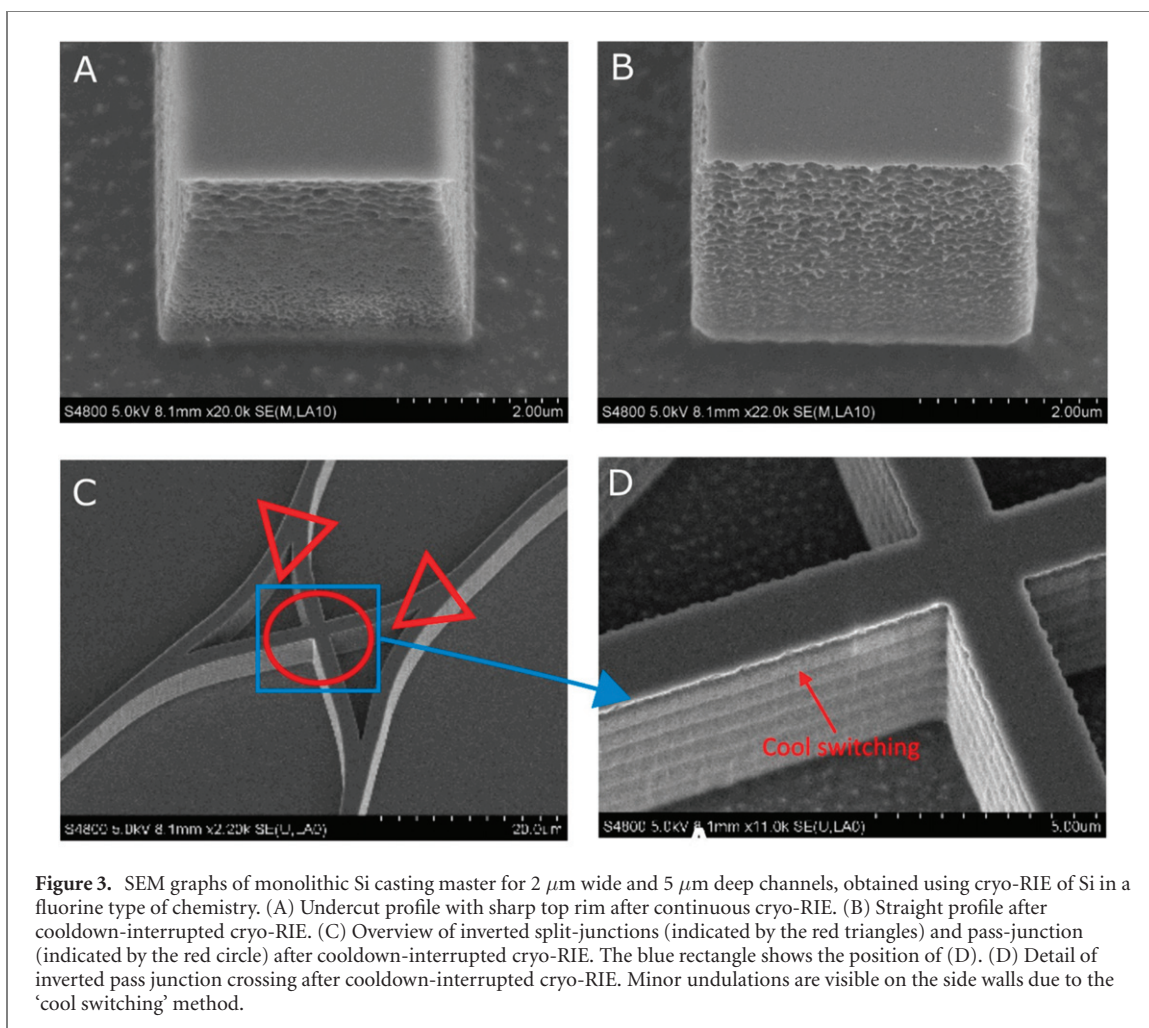 A
B
S4800 5.0kV 8.1mm x20.0k SE(M,LA10)
2.00um
S4800 5.0kV 8.1mm x22.0k SE(M,LA10)
2.00um
C
D
Cool switching
S4800 5.0kV 8.1mm x2.20k SE(U,LA0)
20.0um
S4800 5.0kV 8.1mm x11.0k SE(U,LA0)
5.00um
A
Figure 3. SEM graphs of monolithic Si casting master for 2 μm wide and 5 μm deep channels, obtained using cryo-RIE of Si in a
fluorine type of chemistry. (A) Undercut profile with sharp top rim after continuous cryo-RIE. (B) Straight profile after
cooldown-interrupted cryo-RIE. (C) Overview of inverted split-junctions (indicated by the red triangles) and pass-junction
(indicated by the red circle) after cooldown-interrupted cryo-RIE. The blue rectangle shows the position of (D). (D) Detail of
inverted pass junction crossing after cooldown-interrupted cryo-RIE. Minor undulations are visible on the side walls due to the
‘cool switching’ method.